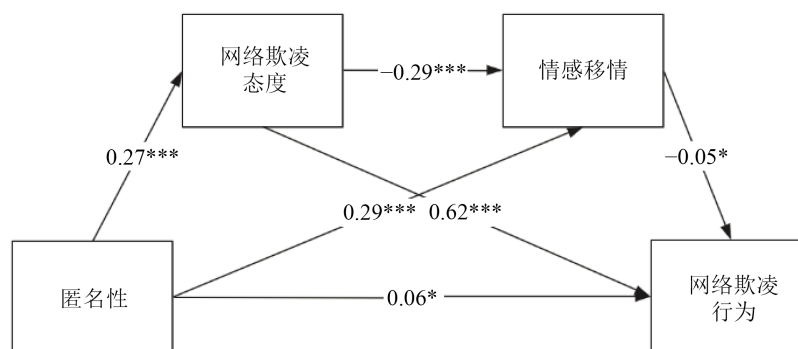 网络欺凌
态度
−0.29***
情感移情
0.27***
−0.05*
0.29***
0.62***
匿名性
0.06*
网络欺凌
行为